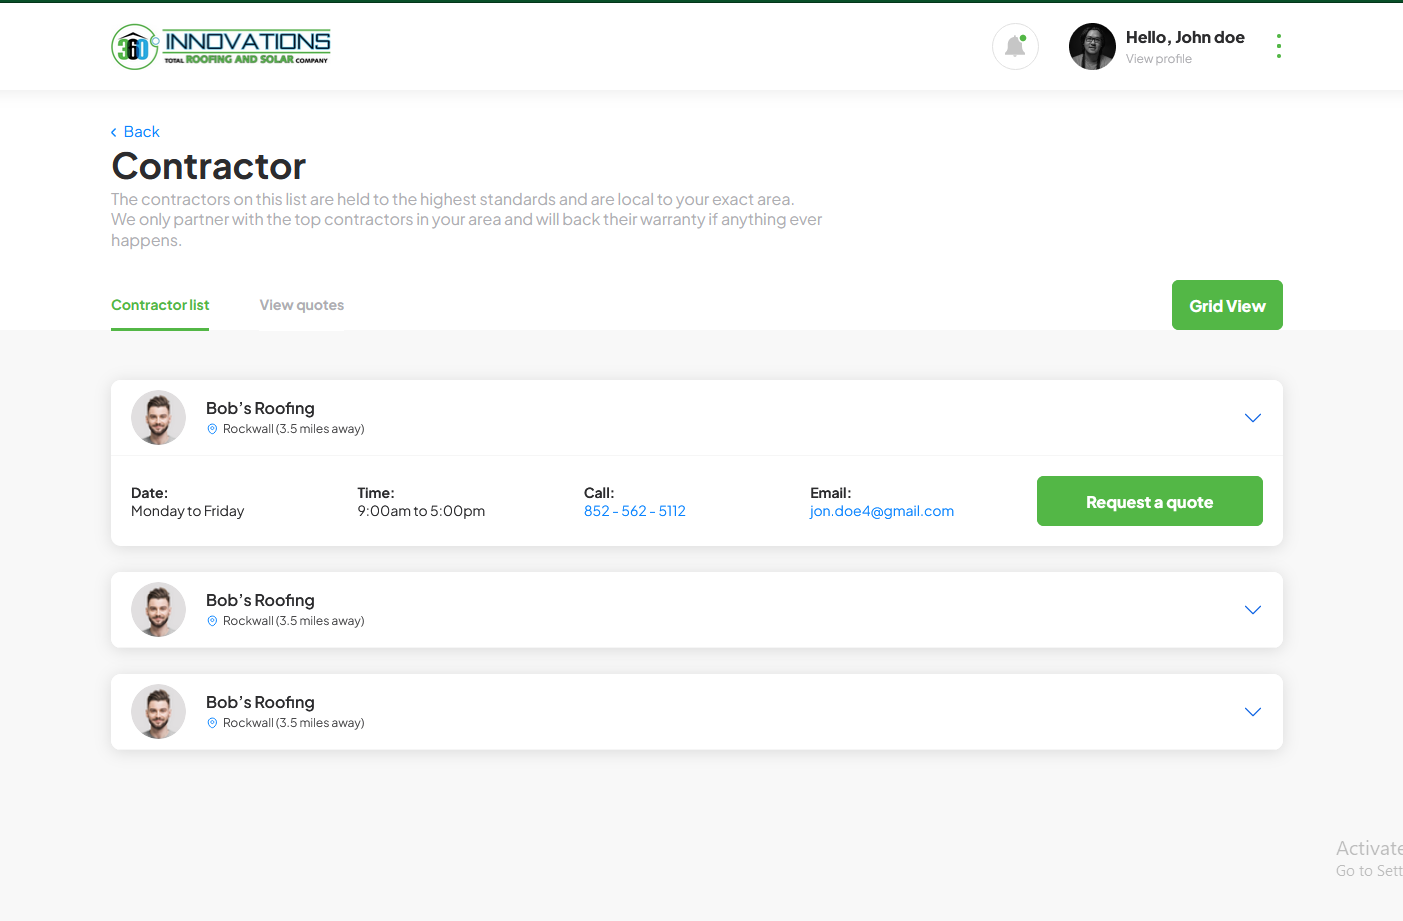 360
INNOVATIONS
TOTAL ROOFING AND SOLAR COMPANY
Hello, John doe
View profile
Back
Contractor
The contractors on this list are held to the highest standards and are local to your exact area.
We only partner with the top contractors in your area and will back their warranty if anything ever
happens.
Contractor list
View quotes
Grid View
Bob’s Roofing
Rockwall (3.5 miles away)
Date:
Monday to Friday
Time:
9:00am to 5:00pm
Call:
852 - 562 - 5112
Email:
jon.doe4@gmail.com
Request a quote
Bob’s Roofing
Rockwall (3.5 miles away)
Bob’s Roofing
Rockwall (3.5 miles away)
Activate
Go to Sett